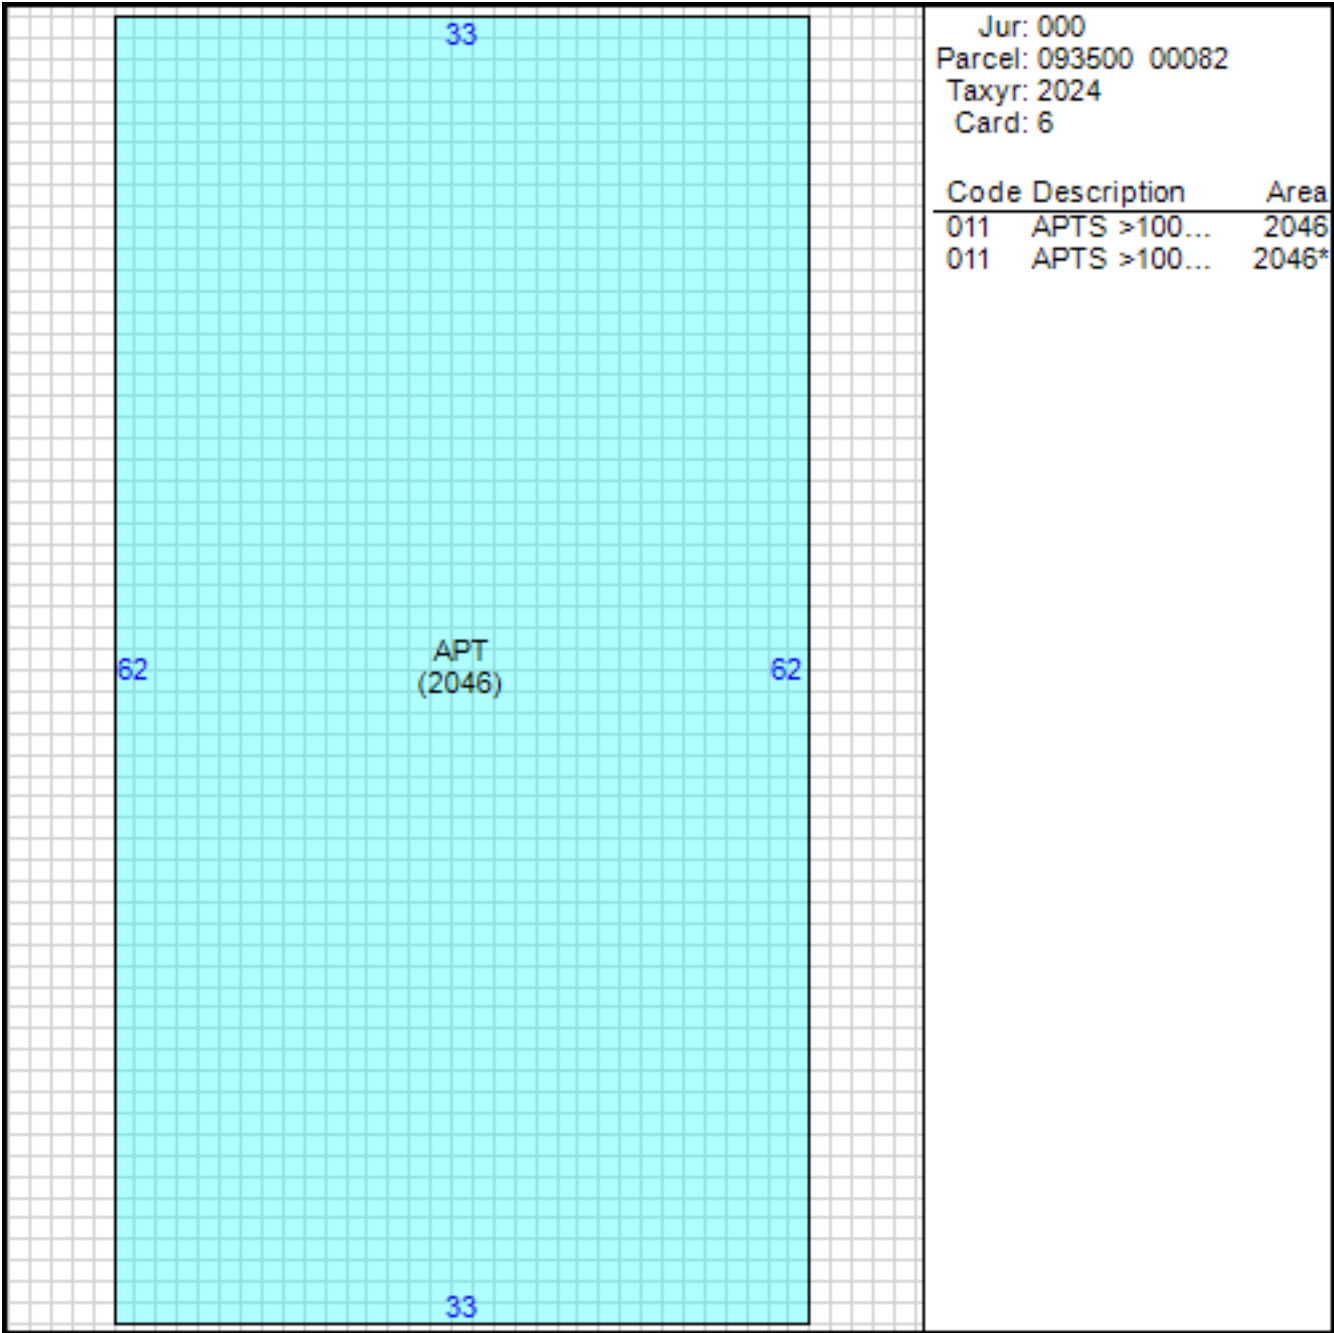 33
62
APT
(2046)
62
33
Jur: 000
Parcel: 093500 00082
Taxyr: 2024
Card: 6
Code Description Area
011 APTS >100... 2046
011 APTS >100... 2046*